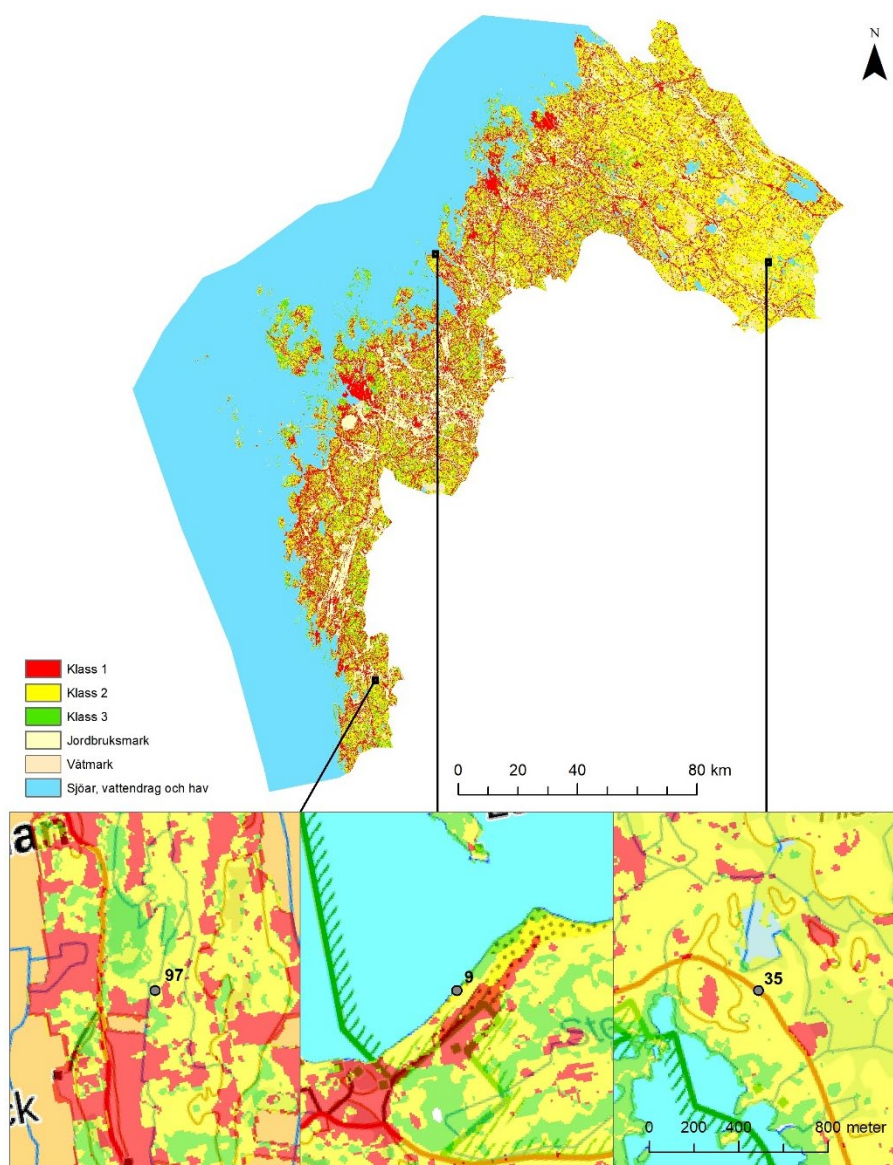 N
Klass 1
Klass 2
Klass 3
Jordbruksmark
Våtmark
Sjöar, vattendrag och hav
0 20 40 80 km
97
9
35
0 200 400 800 meter